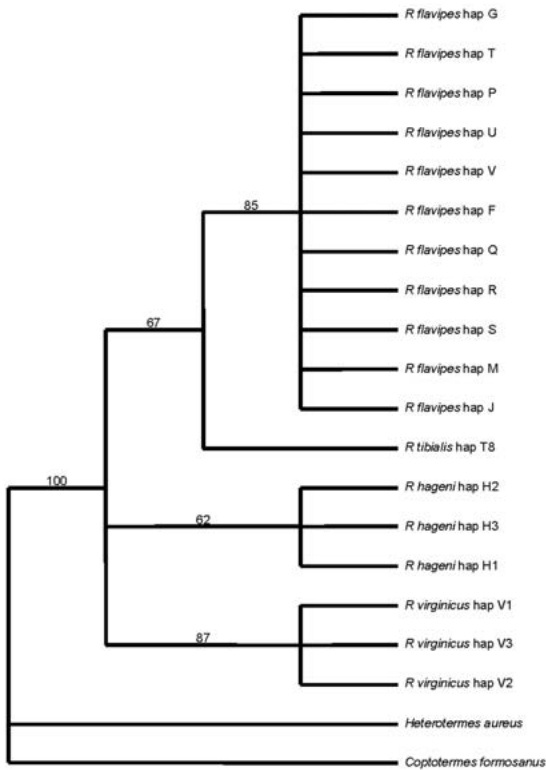 R flavipes hap G
R flavipes hap T
R flavipes hap P
R flavipes hap U
R flavipes hap V
85
R flavipes hap F
R flavipes hap Q
R flavipes hap R
67
R flavipes hap S
R flavipes hap M
R flavipes hap J
R tibialis hap T8
100
R hageni hap H2
62
R hageni hap H3
R hageni hap H1
R virginicus hap V1
87
R virginicus hap V3
R virginicus hap V2
Heterotermes aureus
Coptotermes formosanus